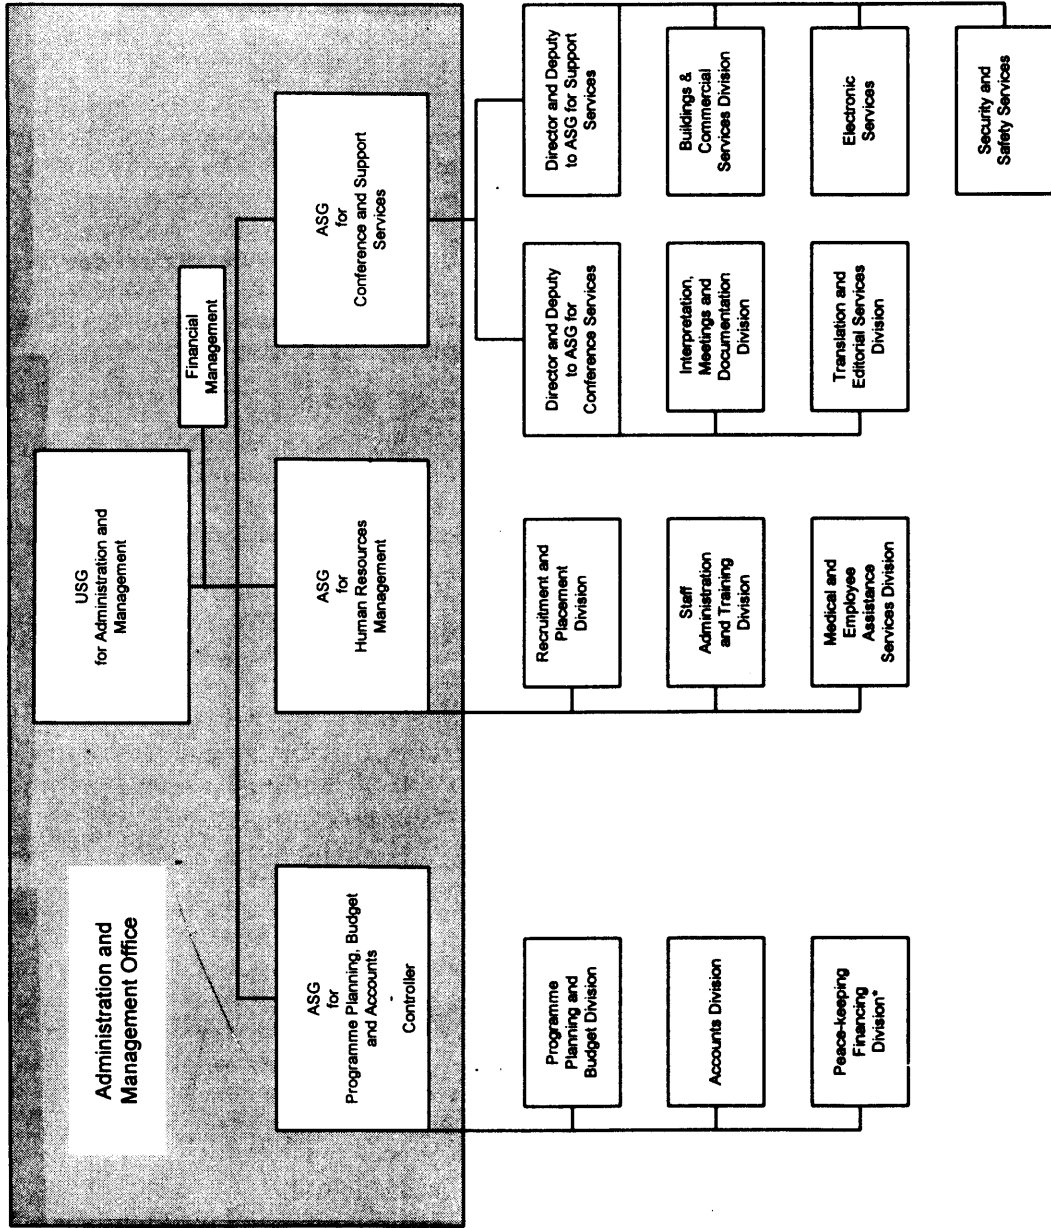 Administration and
Management Office
USG
for Administration and
Management
Financial
Management
ASG
for
Programme Planning, Budget
and Accounts
-
Controller
ASG
for
Human Resources
Management
ASG
for
Conference and Support
Services
Programme
Planning and
Budget Division
Accounts Division
Peace-keeping
Financing
Division*
Recruitment and
Placement
Division
Staff
Administration
and Training
Division
Medical and
Employee
Assistance
Services Division
Director and Deputy
to ASG for
Conference Services
Interpretation,
Meetings and
Documentation
Division
Translation and
Editorial Services
Division
Director and Deputy
to ASG for Support
Services
Buildings &
Commercial
Services Division
Electronic
Services
Security and
Safety Services